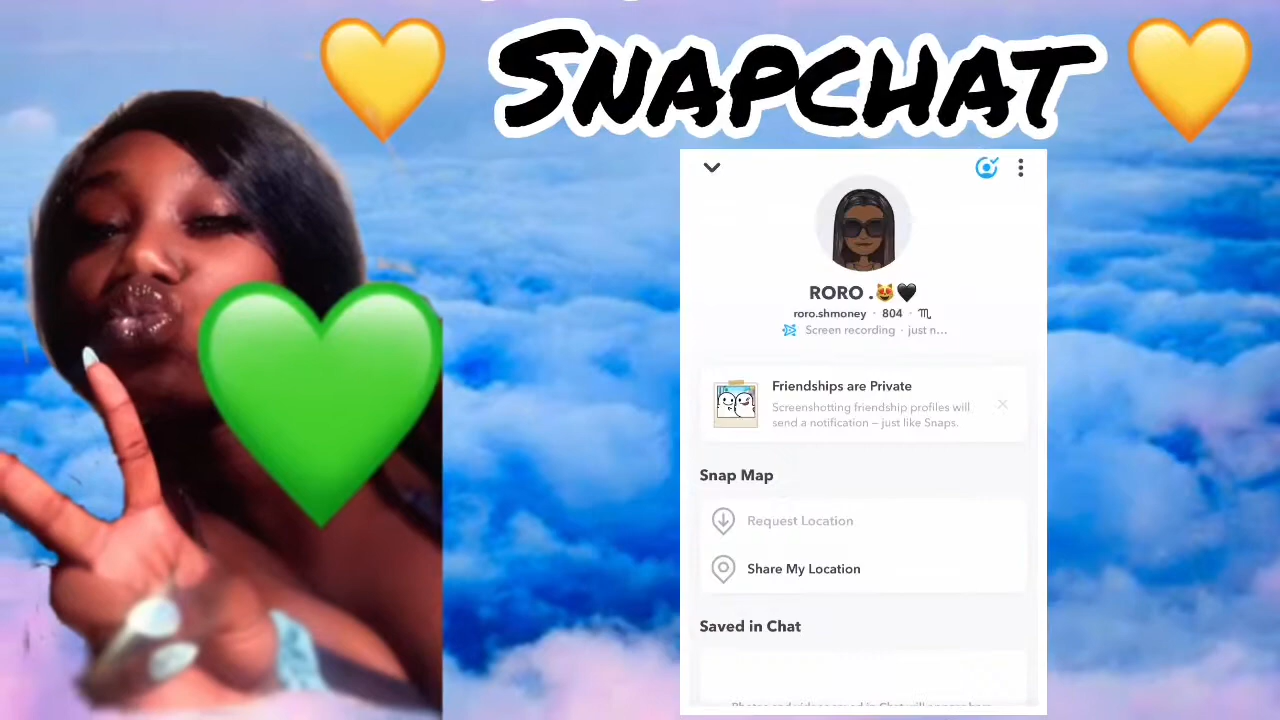 SNAPCHAT
RORO .😻🖤
roro.shmoney · 804 · ♏
Screen recording · just n...
Friendships are Private
Screenshotting friendship profiles will
send a notification – just like Snaps.
Snap Map
Request Location
Share My Location
Saved in Chat